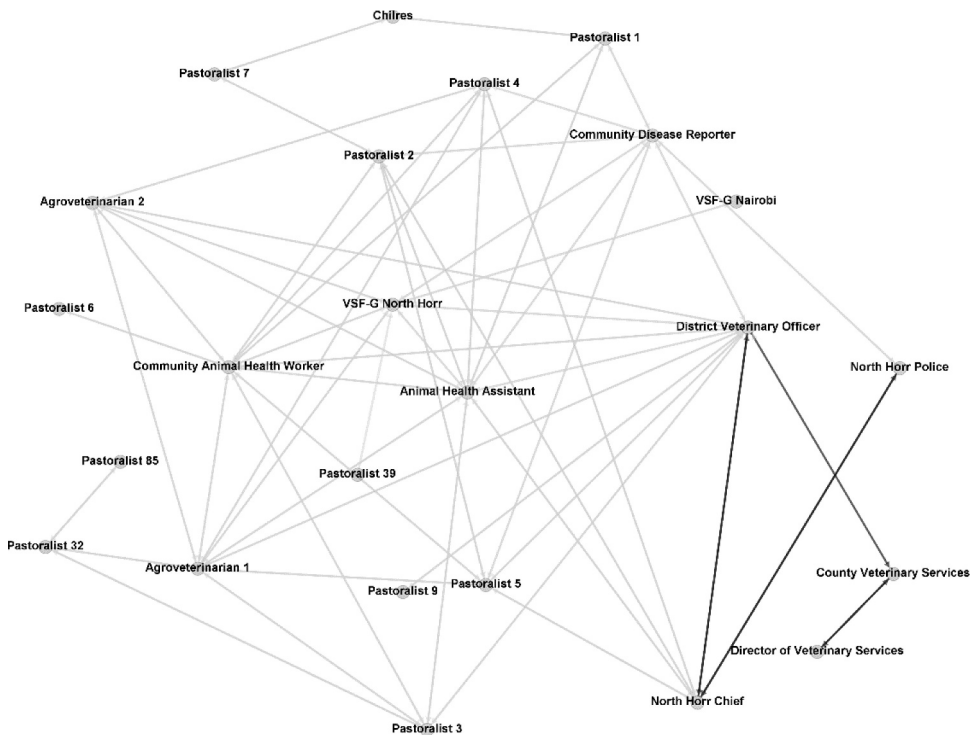 Chilres
Pastoralist 1
Pastoralist 7
Pastoralist 4
Community Disease Reporter
Pastoralist 2
Agroveterinarian 2
VSF-G Nairobi
VSF-G North Horr
Pastoralist 6
District Veterinary Officer
Community Animal Health Worker
North Horr Police
Animal Health Assistant
Pastoralist 85
Pastoralist 39
Pastoralist 32
Agroveterinarian 1
County Veterinary Services
Pastoralist 9
Pastoralist 5
Director of Veterinary Services
North Horr Chief
Pastoralist 3